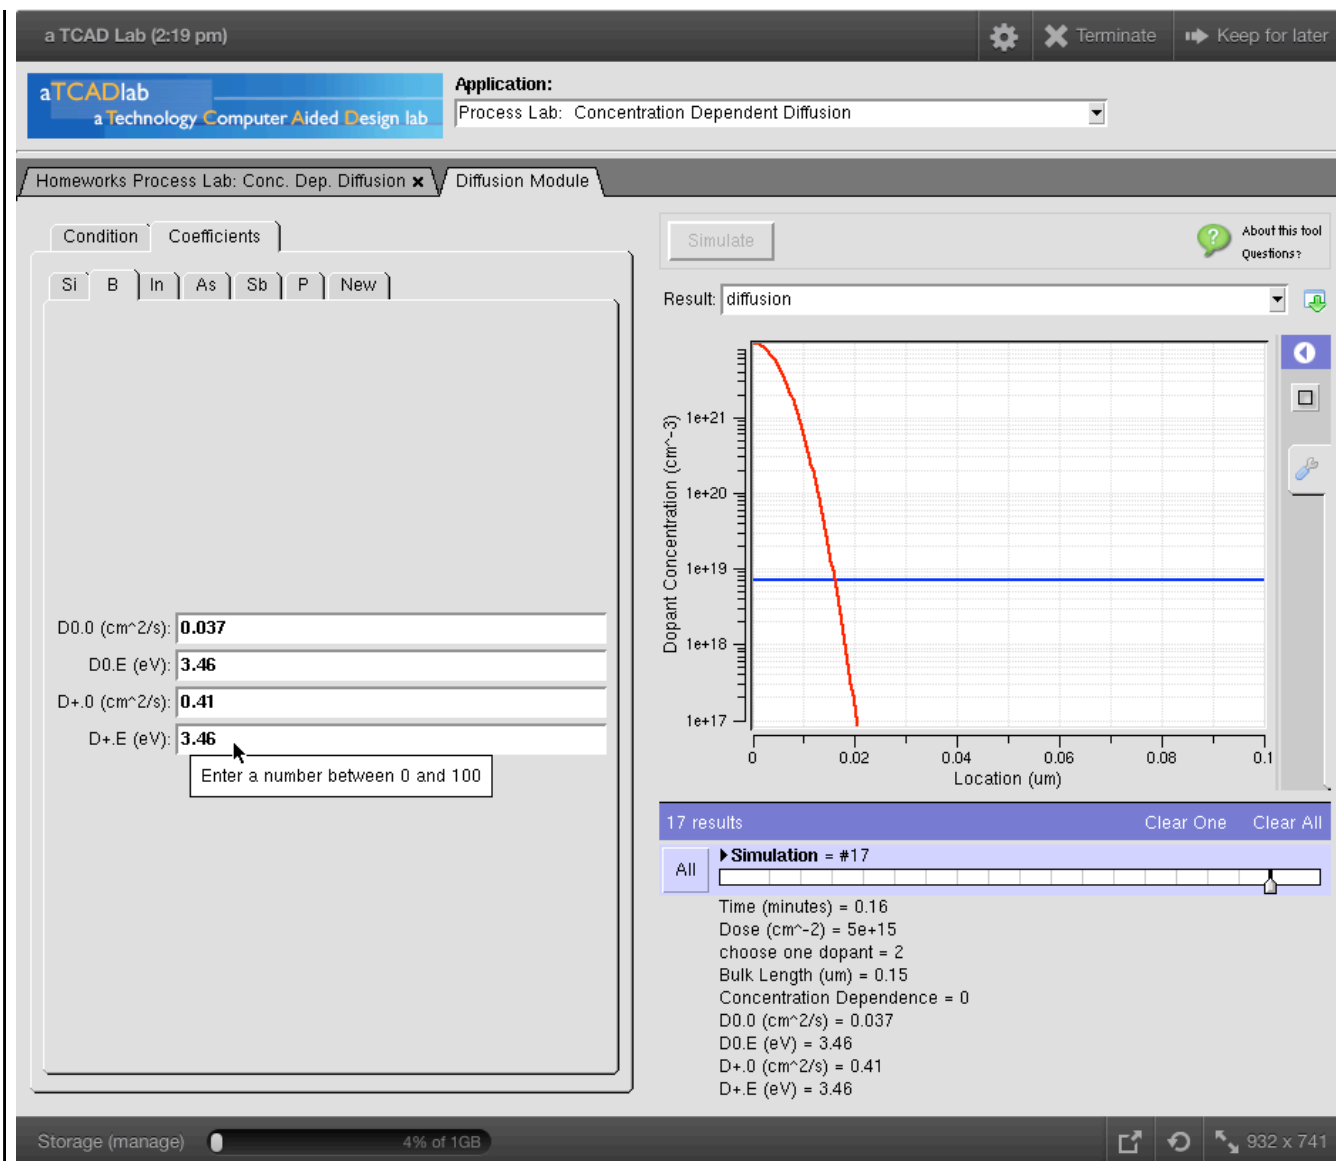 a TCAD Lab (2:19 pm)
Terminate
Keep for later
aTCADlab
a Technology Computer Aided Design lab
Application:
Process Lab: Concentration Dependent Diffusion
Homeworks Process Lab: Conc. Dep. Diffusion
Diffusion Module
Condition
Coefficients
Si
B
In
As
Sb
P
New
D0.0 (cm^2/s): 0.037
D0.E (eV): 3.46
D+.0 (cm^2/s): 0.41
D+.E (eV): 3.46
Enter a number between 0 and 100
Simulate
?
About this tool
Questions?
Result: diffusion
Dopant Concentration (cm^-3)
1e+21
1e+20
1e+19
1e+18
1e+17
0
0.02
0.04
0.06
0.08
0.1
Location (um)
17 results
Clear One
Clear All
All
Simulation = #17
Time (minutes) = 0.16
Dose (cm^-2) = 5e+15
choose one dopant = 2
Bulk Length (um) = 0.15
Concentration Dependence = 0
D0.0 (cm^2/s) = 0.037
D0.E (eV) = 3.46
D+.0 (cm^2/s) = 0.41
D+.E (eV) = 3.46
Storage (manage)
4% of 1GB
932 x 741